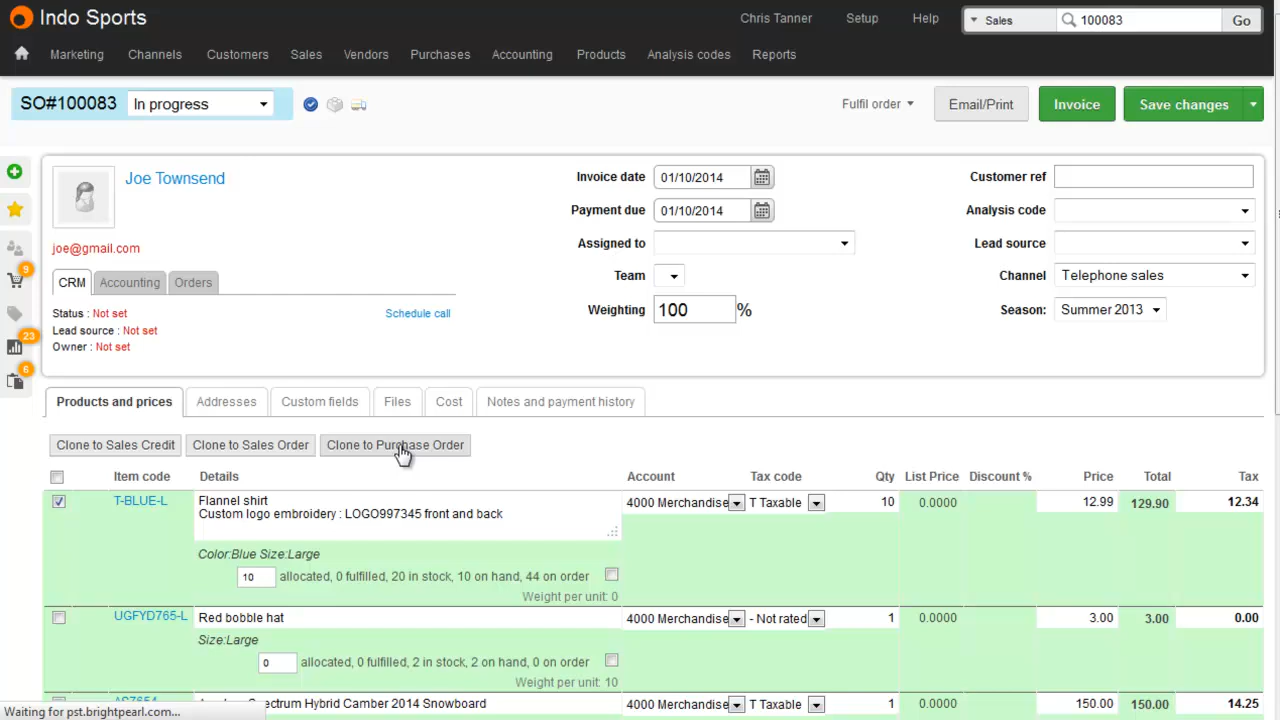 Indo Sports
Chris Tanner Setup Help Sales 100083 Go
Marketing Channels Customers Sales Vendors Purchases Accounting Products Analysis codes Reports
SO#100083 In progress Fulfil order Email/Print Invoice Save changes
Joe Townsend
joe@gmail.com
CRM Accounting Orders
Status : Not set Schedule call
Lead source : Not set
Owner : Not set
Invoice date 01/10/2014
Payment due 01/10/2014
Assigned to
Team
Weighting 100 %
Customer ref
Analysis code
Lead source
Channel Telephone sales
Season: Summer 2013
9
23
6
Products and prices Addresses Custom fields Files Cost Notes and payment history
Clone to Sales Credit Clone to Sales Order Clone to Purchase Order
Item code Details Account Tax code Qty List Price Discount % Price Total Tax
T-BLUE-L Flannel shirt 4000 Merchandise T Taxable 10 0.0000 12.99 129.90 12.34
Custom logo embroidery : LOGO997345 front and back
Color:Blue Size:Large
10 allocated, 0 fulfilled, 20 in stock, 10 on hand, 44 on order
Weight per unit: 0
UGFYD765-L Red bobble hat 4000 Merchandise - Not rated 1 0.0000 3.00 3.00 0.00
Size:Large
0 allocated, 0 fulfilled, 2 in stock, 2 on hand, 0 on order
Weight per unit: 10
Spectrum Hybrid Camber 2014 Snowboard 4000 Merchandise T Taxable 1 0.0000 150.00 150.00 14.25
Waiting for pst.brightpearl.com...